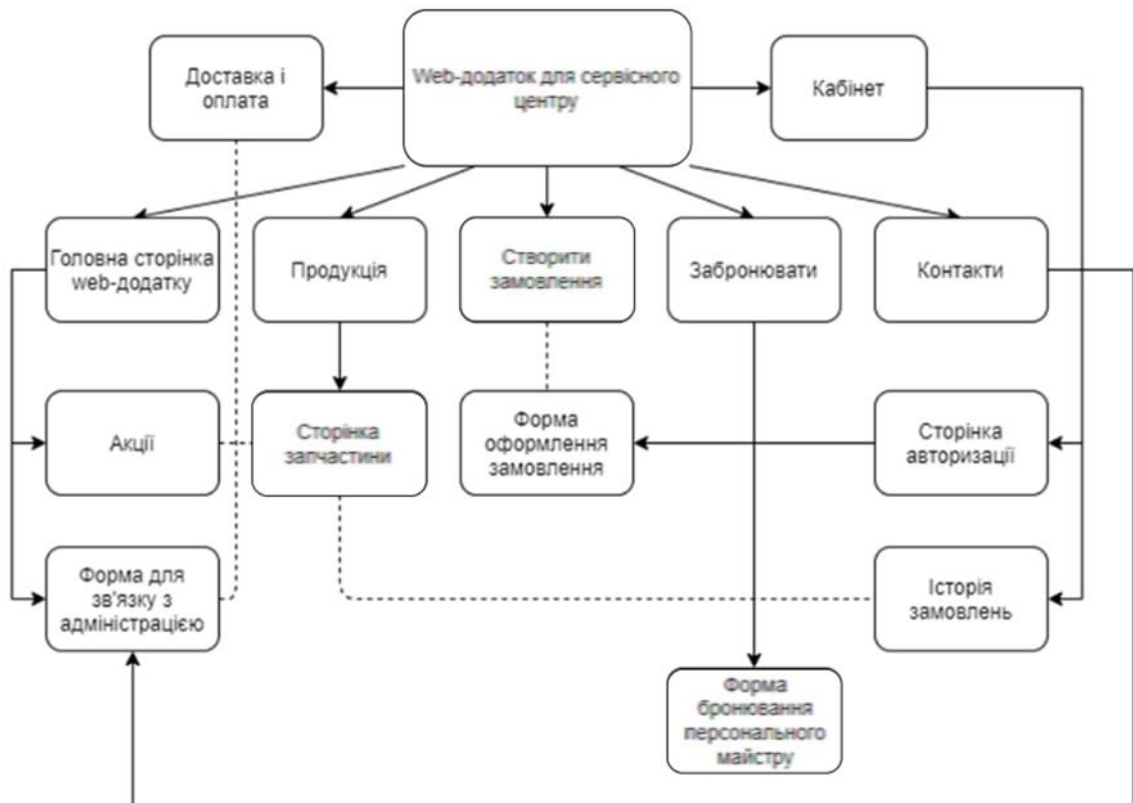 Доставка і
оплата
Web-додаток для сервісного
центру
Кабінет
Головна сторінка
web-додатку
Продукція
Створити
замовлення
Забронювати
Контакти
Акції
Сторінка
запчастини
Форма
оформлення
замовлення
Сторінка
авторизації
Форма для
зв'язку з
адміністрацією
Історія
замовлень
Форма
бронювання
персонального
майстру